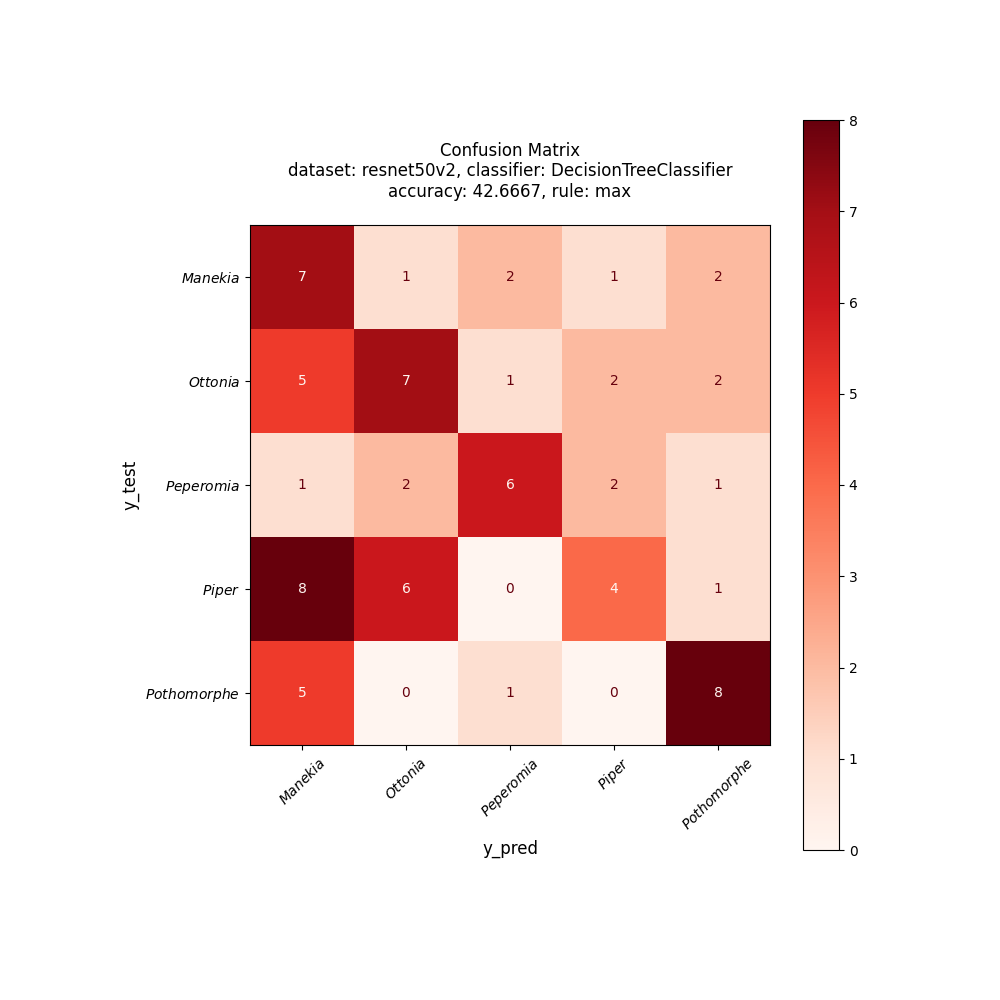 Confusion Matrix
dataset: resnet50v2, classifier: DecisionTreeClassifier
accuracy: 42.6667, rule: max
y_test
Manekia 7 1 2 1 2
Ottonia 5 7 1 2 2
Peperomia 1 2 6 2 1
Piper 8 6 0 4 1
Pothomorphe 5 0 1 0 8
Manekia Ottonia Peperomia Piper Pothomorphe
y_pred
8
7
6
5
4
3
2
1
0